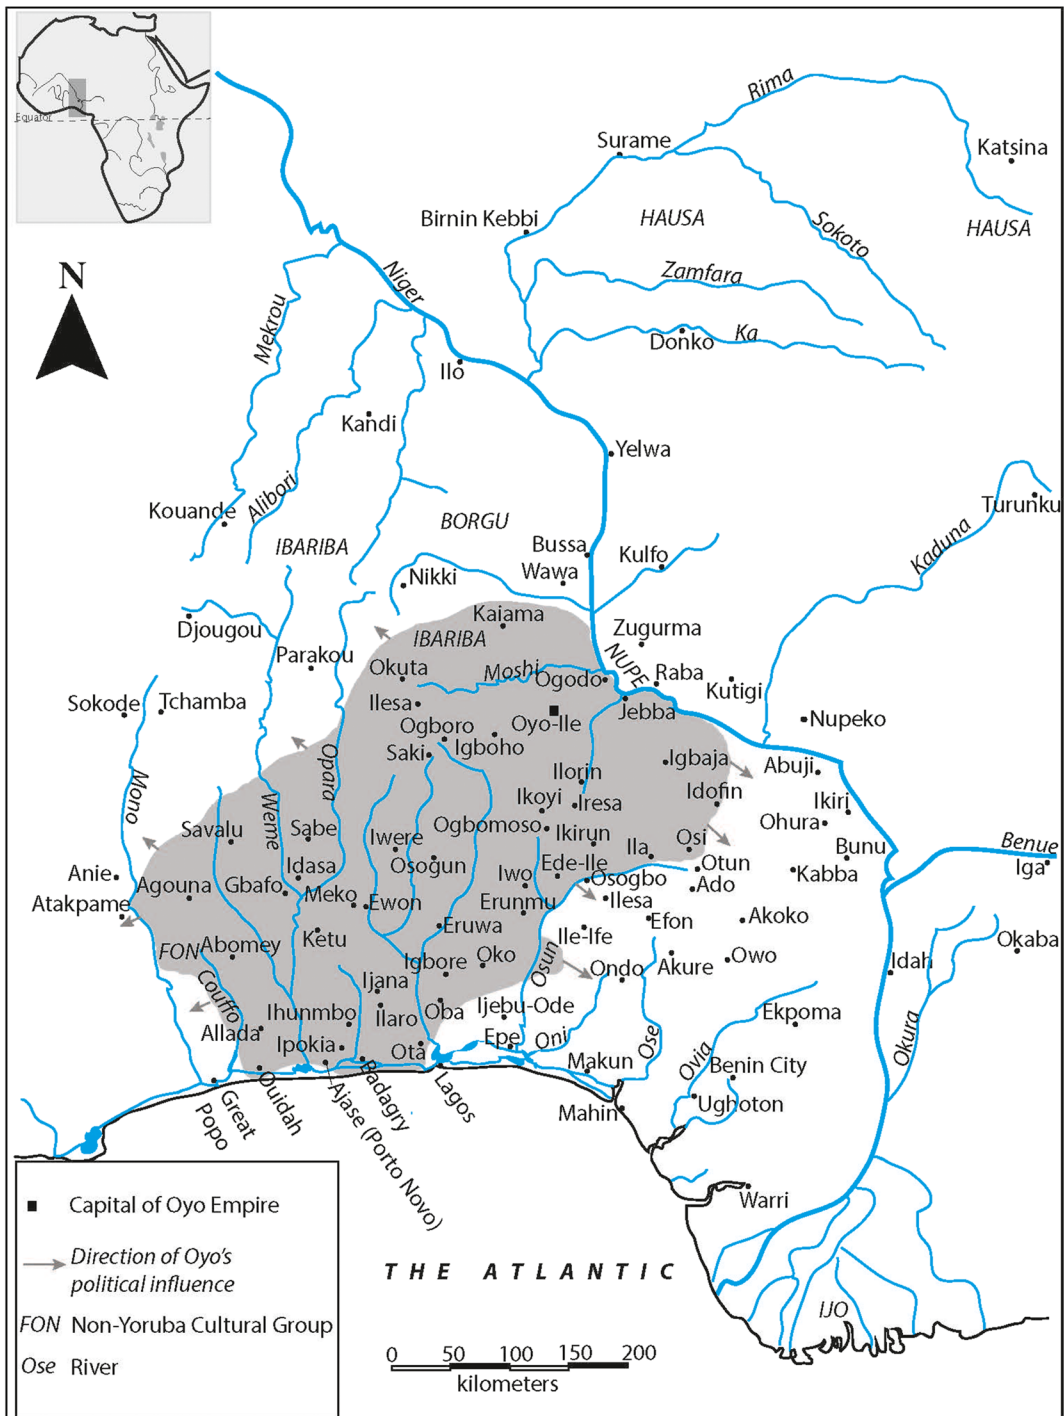 Equator
N
Rima
Surame
Katsina
Birnin Kebbi
HAUSA
Sokoto
HAUSA
Niger
Zamfara
Mekrou
Donko
Ka
Ilo
Kandi
Yelwa
Alibori
Turunku
Kouande
BORGU
Kaduna
IBARIBA
Bussa
Kulfo
Wawa
Nikki
Kaiama
Djougou
IBARIBA
Zugurma
Parakou
NUPE
Okuta
Moshi
Ogodo
Raba
Kutigi
Sokode
Tchamba
Ilesa
Jebba
Oyo-Ile
Nupeko
Ogboro
Igboho
Saki
Opara
Igbaja
Abuji
Mono
Ilorin
Idofin
Weme
Ikoyi
Iresa
Ikiri
Savalu
Sabe
Ogbomoso
Ikirun
Ohura
Iwere
Osi
Ila
Bunu
Benue
Idasa
Osogun
Ede-Ile
Otun
Iga
Anie
Agouna
Gbafo
Meko
Iwo
Osogbo
Ado
Kabba
Atakpame
Ewon
Erunmu
Ilesa
Efon
Akoko
Ketu
Eruwa
Ile-Ife
FON
Abomey
Oko
Osun
Akure
Owo
Okaba
Igbore
Ondo
Idah
Couffo
Ijana
Ihunmbo
Ilaro
Oba
Ijebu-Ode
Ekpoma
Allada
Epe
Oni
Ose
Okura
Ipokia
Ota
Ovia
Makun
Benin City
Ughoton
Mahin
Great
Popo
Ouidah
Ajase (Porto Novo)
Badagry
Lagos
Warri
Capital of Oyo Empire
Direction of Oyo's
political influence
THE ATLANTIC
FON Non-Yoruba Cultural Group
IJO
Ose River
0 50 100 150 200
kilometers